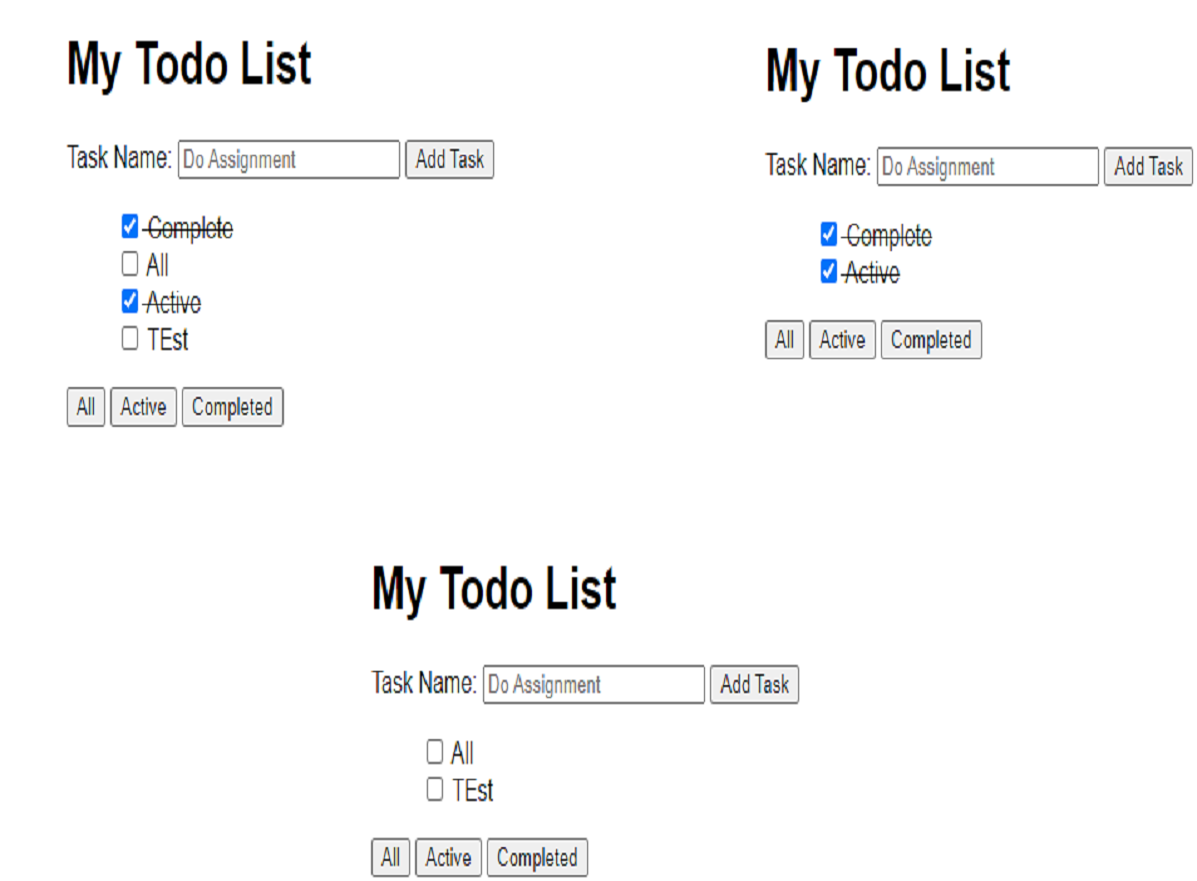 My Todo List
Task Name: Do Assignment Add Task
Complete
All
Active
TEst
All Active Completed
My Todo List
Task Name: Do Assignment Add Task
Complete
Active
All Active Completed
My Todo List
Task Name: Do Assignment Add Task
All
TEst
All Active Completed